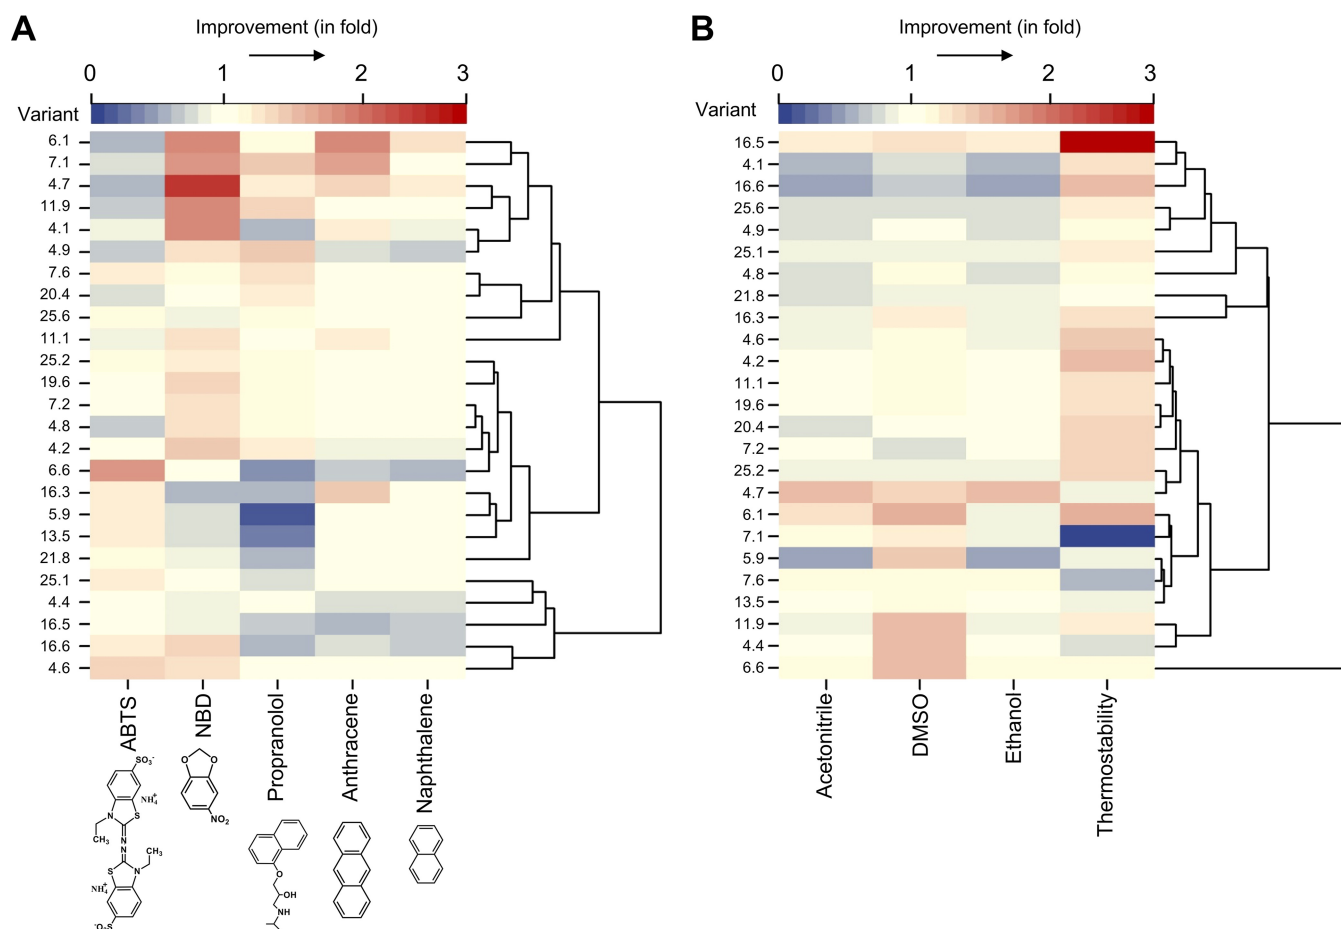 A
Improvement (in fold)
0 1 2 3
Variant
6.1
7.1
4.7
11.9
4.1
4.9
7.6
20.4
25.6
11.1
25.2
19.6
7.2
4.8
4.2
6.6
16.3
5.9
13.5
21.8
25.1
4.4
16.5
16.6
4.6
ABTS
NBD
Propranolol
Anthracene
Naphthalene
SO3-
NH4+
N
S
CH3
N
N
CH3
S
N
NH4+
-O3S
O
O
NO2
O
OH
NH
B
Improvement (in fold)
0 1 2 3
Variant
16.5
4.1
16.6
25.6
4.9
25.1
4.8
21.8
16.3
4.6
4.2
11.1
19.6
20.4
7.2
25.2
4.7
6.1
7.1
5.9
7.6
13.5
11.9
4.4
6.6
Acetonitrile
DMSO
Ethanol
Thermostability